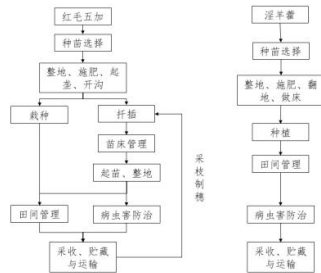 红毛五加
种苗选择
整地、施肥、起
垄、开沟
栽种
扦插
苗床管理
起苗、整地
田间管理
病虫害防治
采收、贮藏
与运输
采枝制穗
淫羊藿
种苗选择
整地、施肥、翻
地、做床
种植
田间管理
病虫害防治
采收、贮藏
与运输